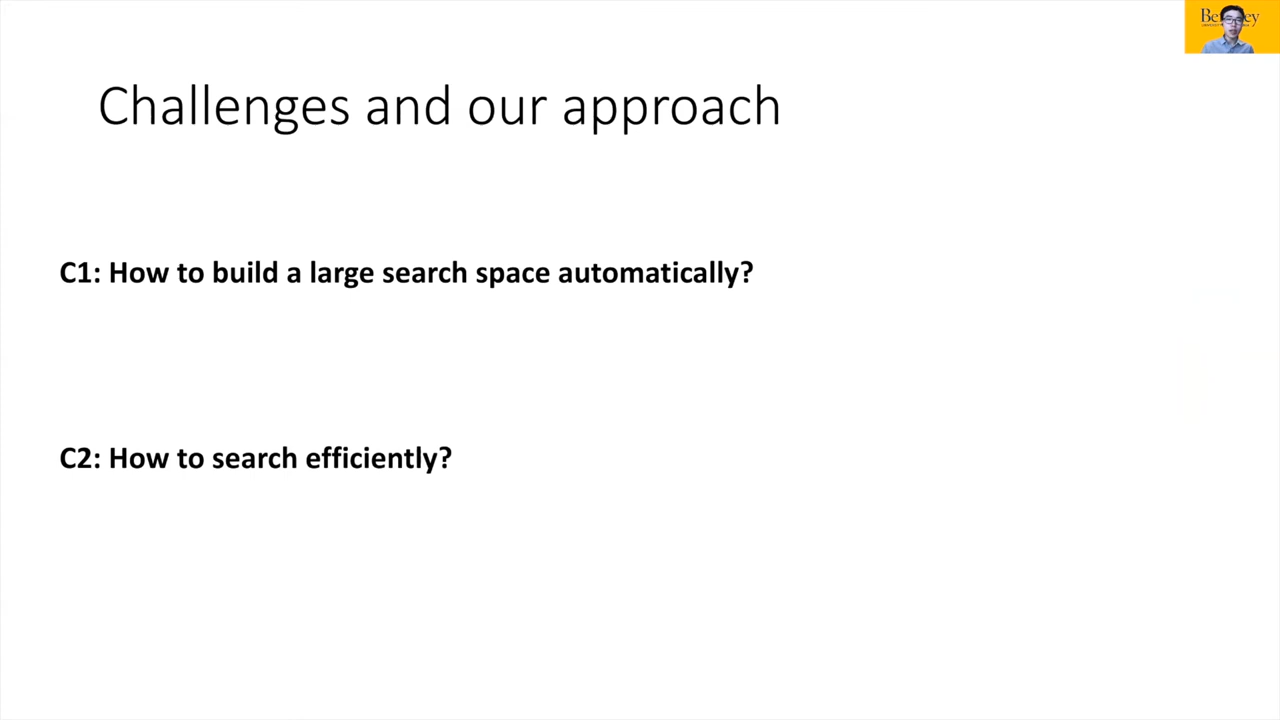 Challenges and our approach
C1: How to build a large search space automatically?
C2: How to search efficiently?